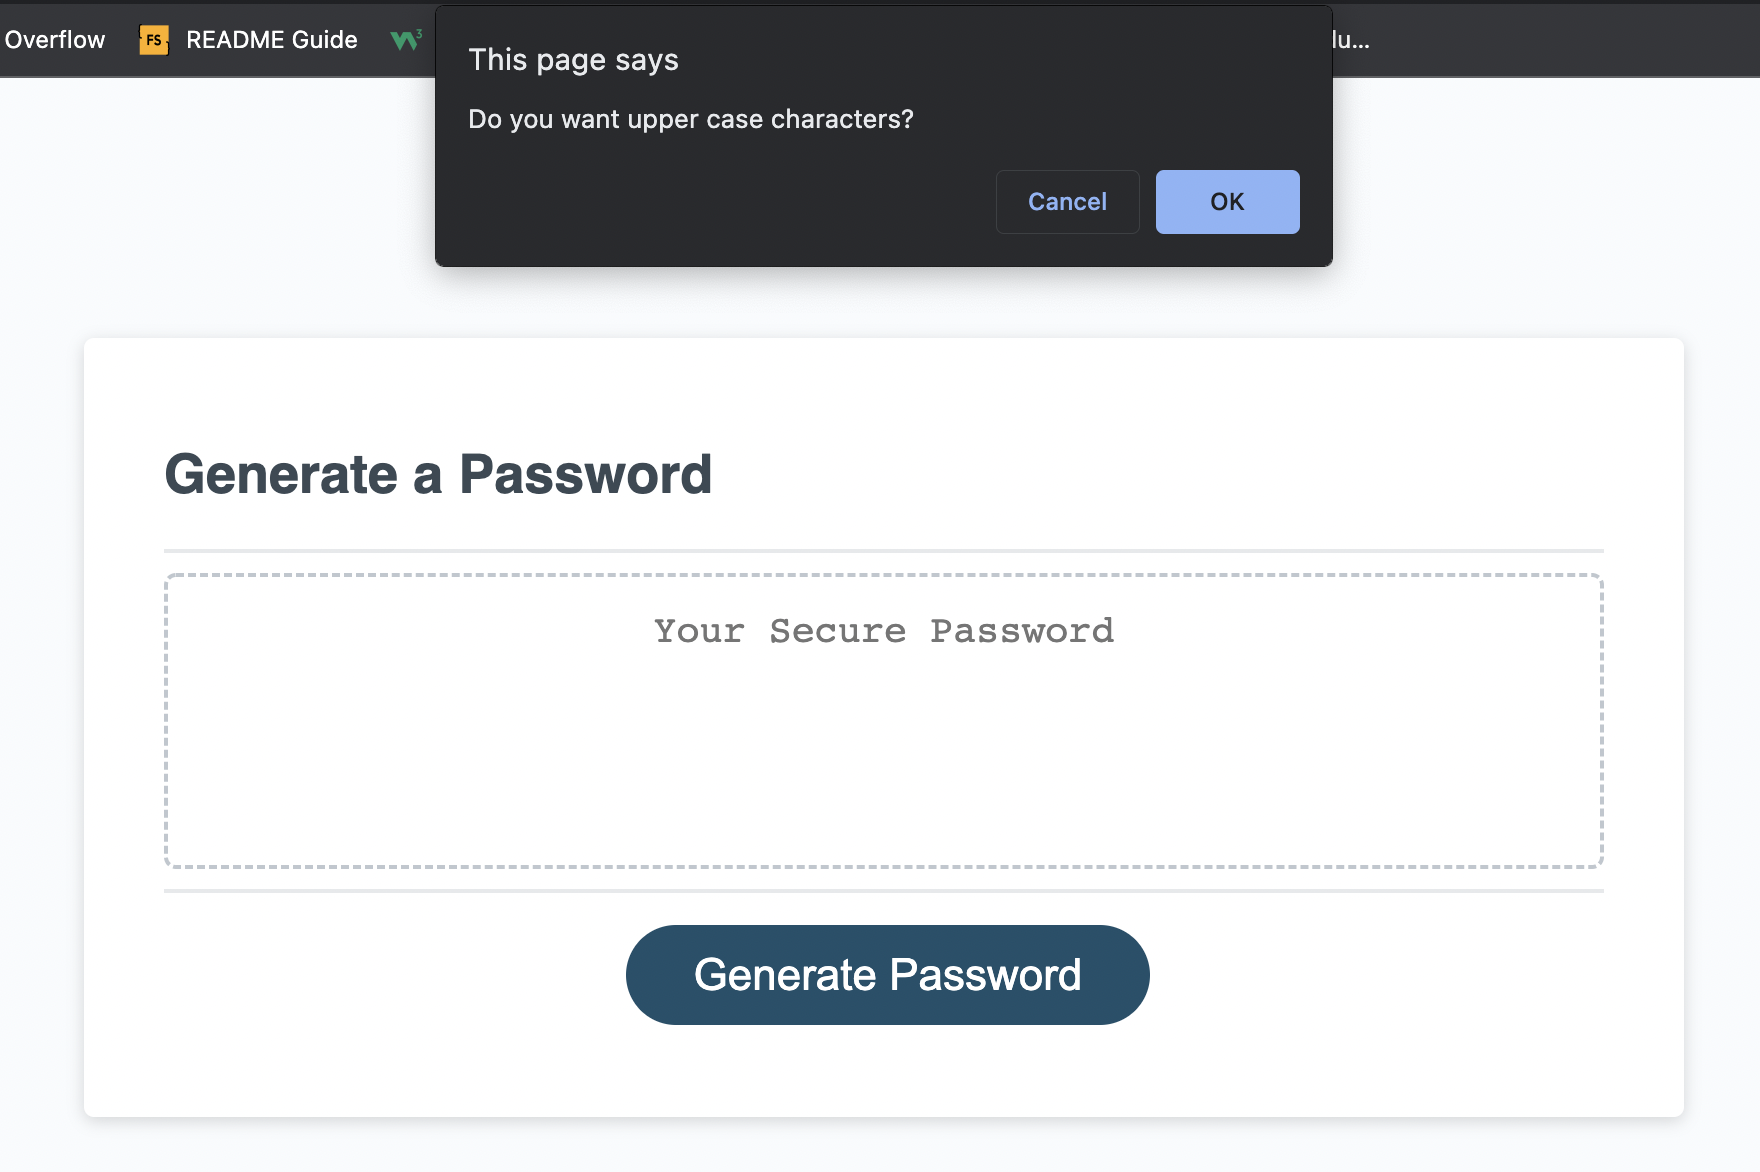 Overflow
FS
README Guide
W3
lu...
This page says
Do you want upper case characters?
Cancel
OK
Generate a Password
Your Secure Password
Generate Password